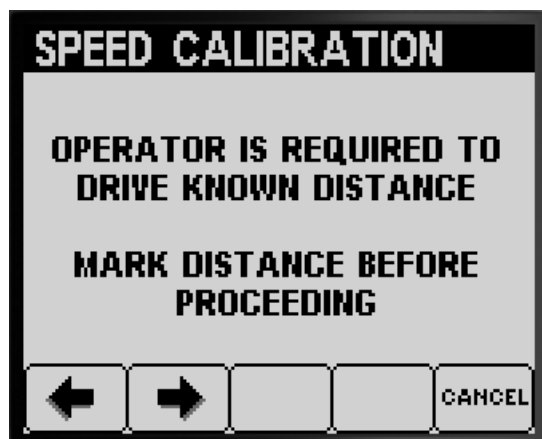 SPEED CALIBRATION
OPERATOR IS REQUIRED TO
DRIVE KNOWN DISTANCE
MARK DISTANCE BEFORE
PROCEEDING
CANCEL